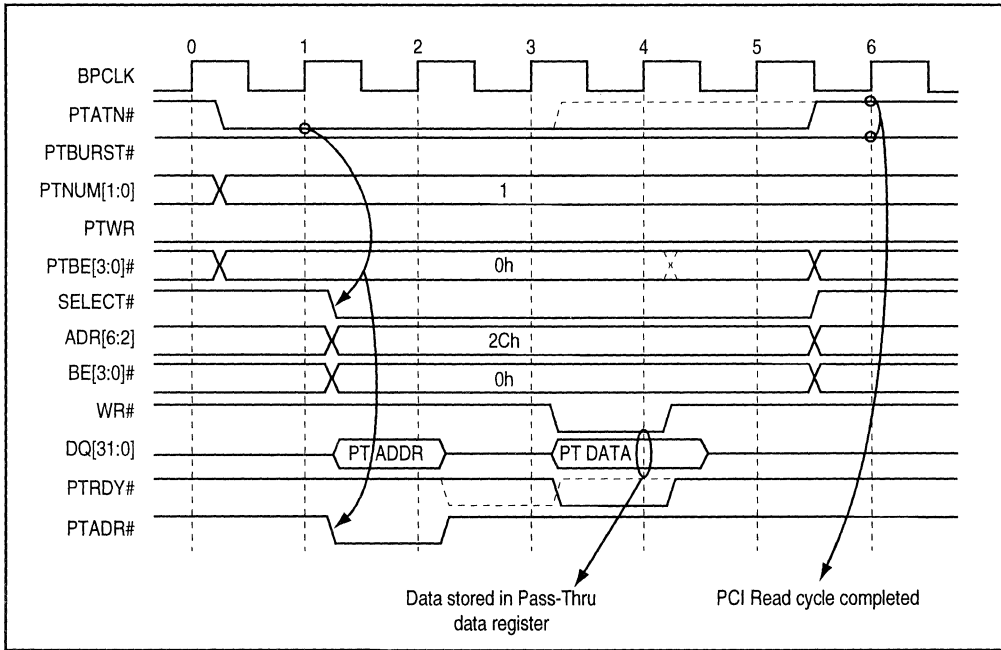 0 1 2 3 4 5 6
BPCLK
PTATN#
PTBURST#
PTNUM[1:0] 1
PTWR
PTBE[3:0]# 0h
SELECT#
ADR[6:2] 2Ch
BE[3:0]# 0h
WR#
DQ[31:0] PT ADDR PT DATA
PTRDY#
PTADR#
Data stored in Pass-Thru
data register
PCI Read cycle completed